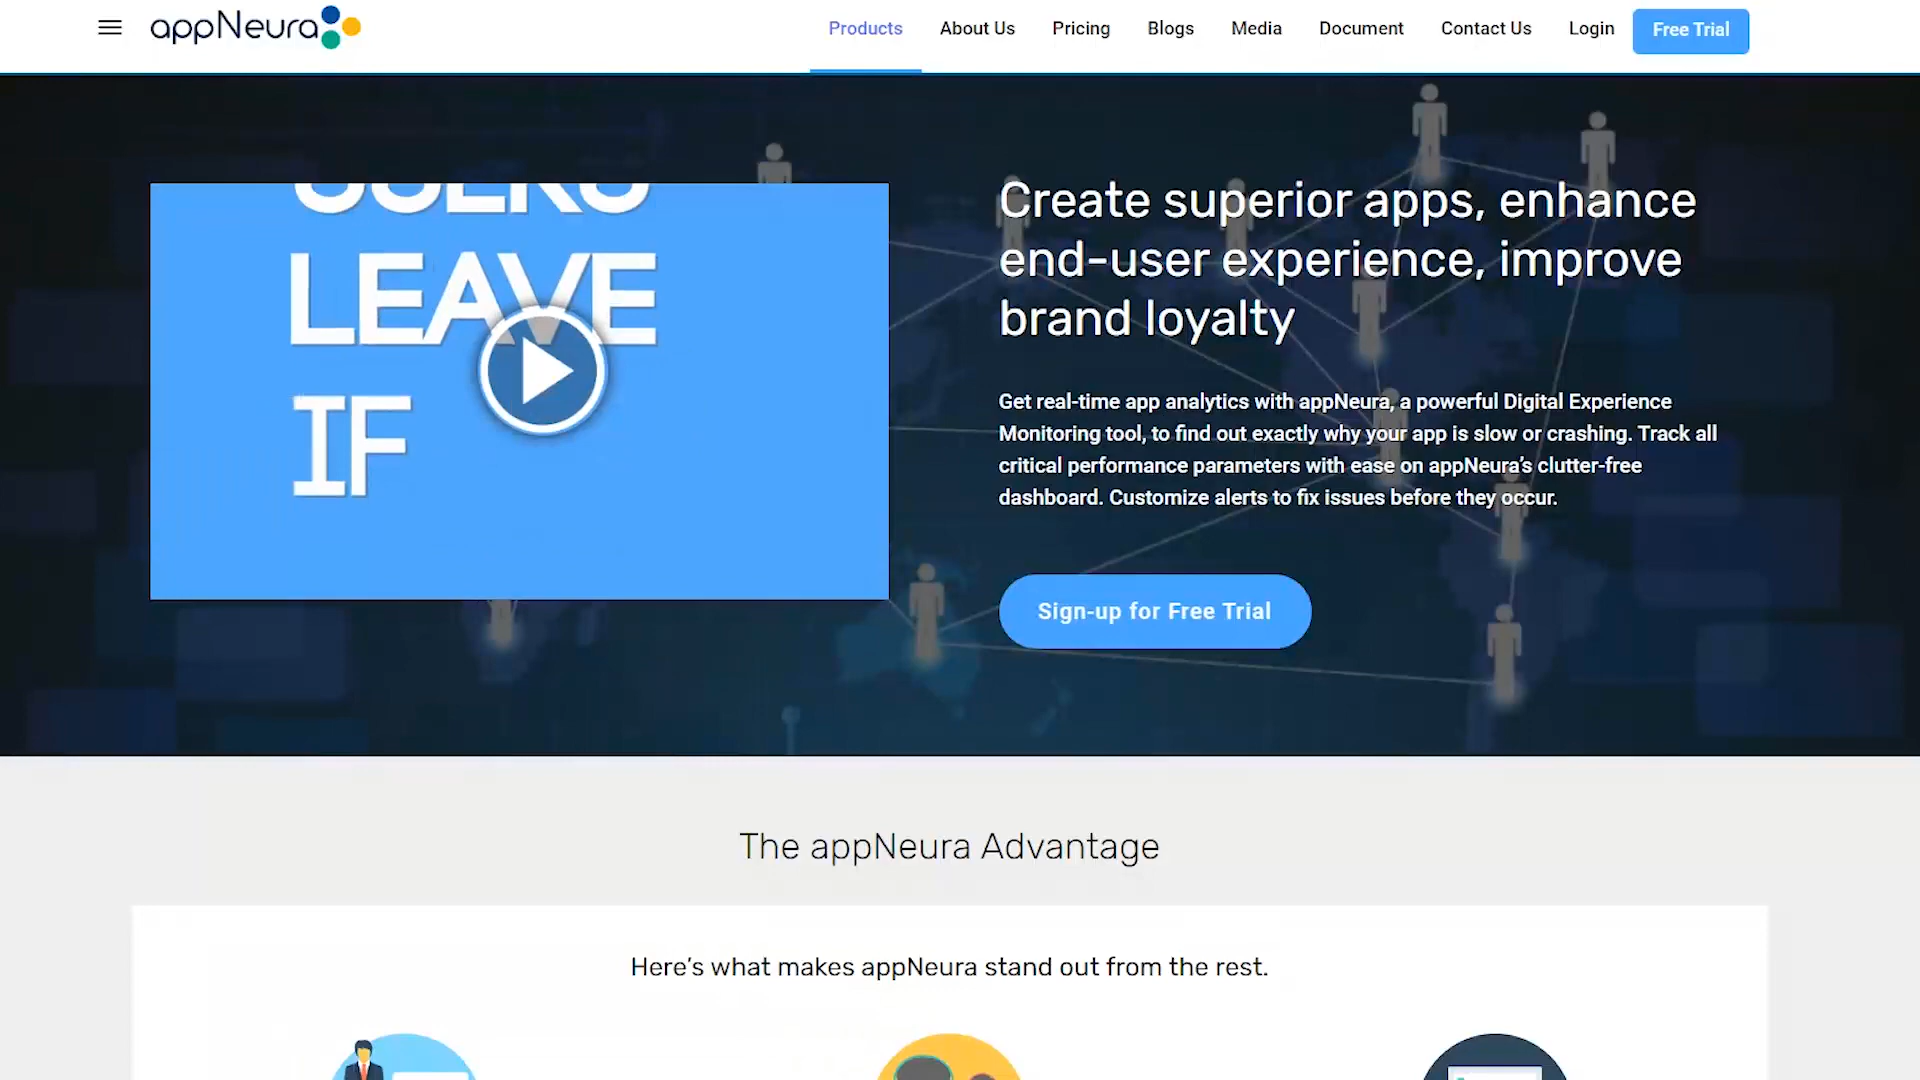 appNeura
Products About Us Pricing Blogs Media Document Contact Us Login Free Trial
LEAVE
IF
Create superior apps, enhance
end-user experience, improve
brand loyalty
Get real-time app analytics with appNeura, a powerful Digital Experience
Monitoring tool, to find out exactly why your app is slow or crashing. Track all
critical performance parameters with ease on appNeura’s clutter-free
dashboard. Customize alerts to fix issues before they occur.
Sign-up for Free Trial
The appNeura Advantage
Here’s what makes appNeura stand out from the rest.